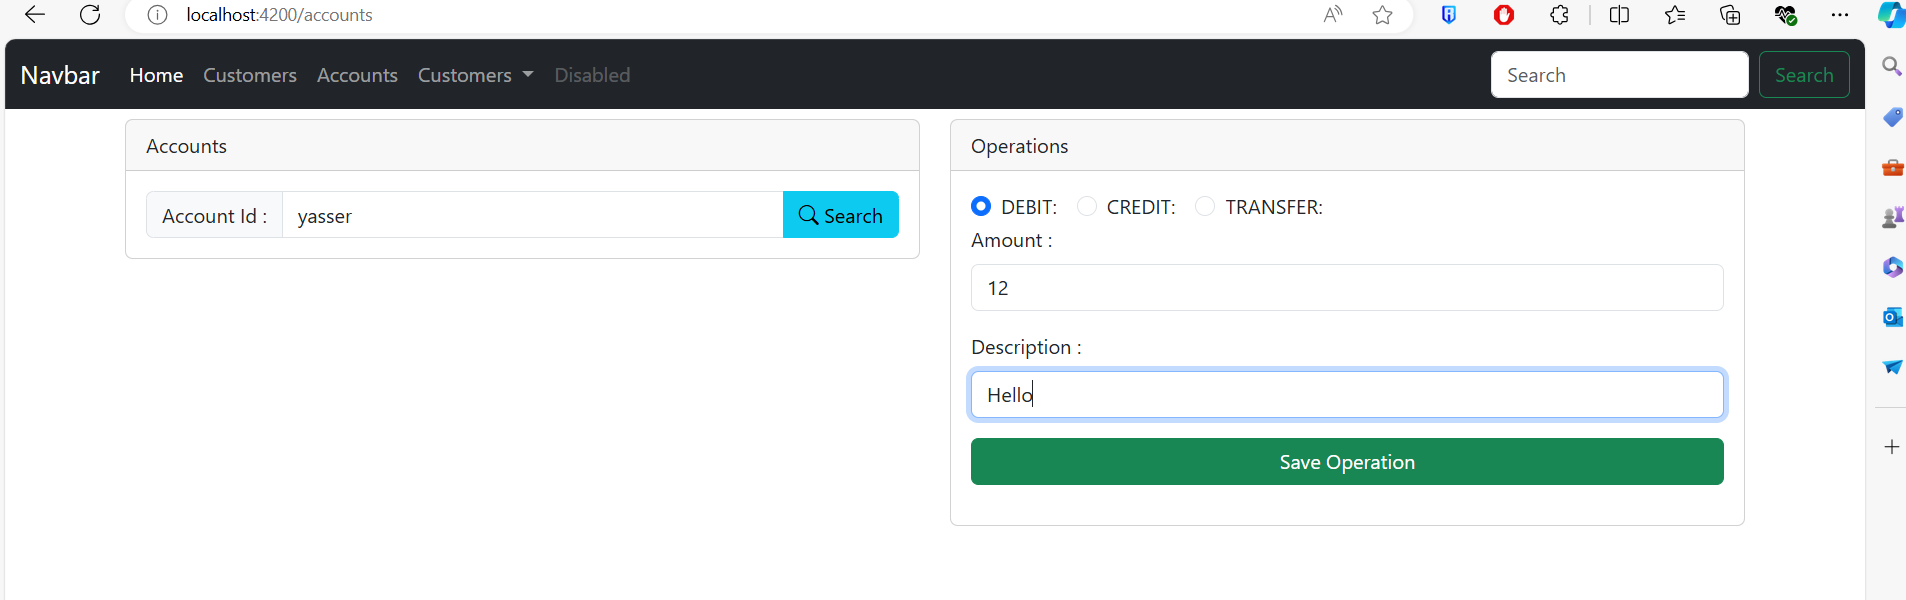 localhost:4200/accounts
Navbar Home Customers Accounts Customers Disabled Search Search
Accounts
Account Id : yasser Search
Operations
DEBIT: CREDIT: TRANSFER:
Amount :
12
Description :
Hello
Save Operation